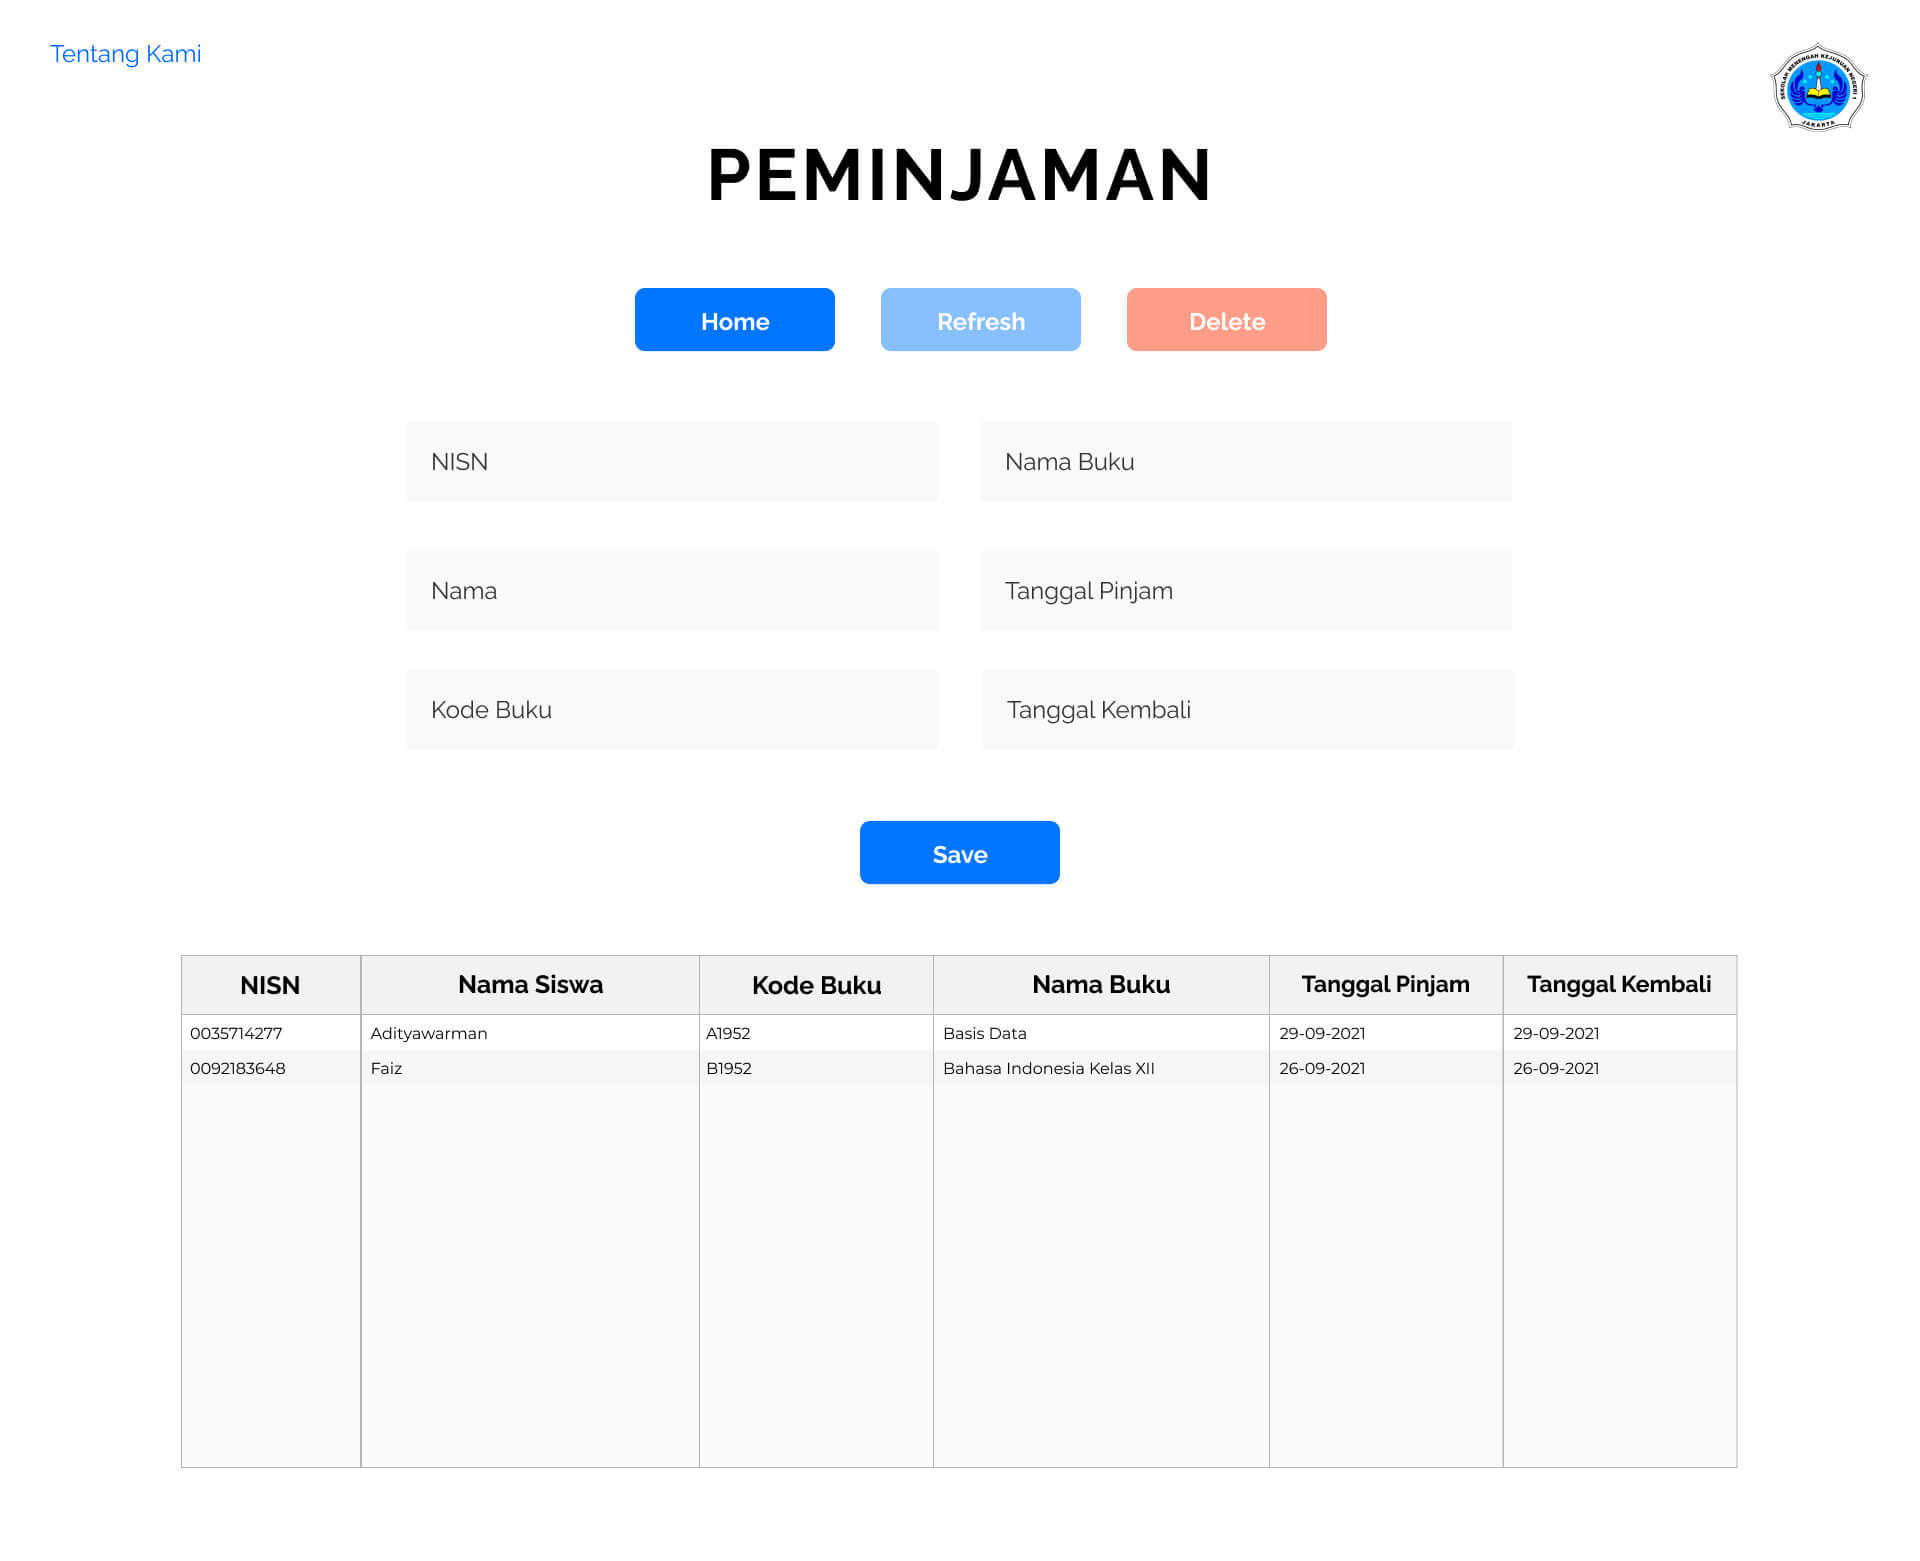 Tentang Kami
SEKOLAH MENENGAH KEJURUAN NEGERI 1
JAKARTA
PEMINJAMAN
Home Refresh Delete
NISN Nama Buku
Nama Tanggal Pinjam
Kode Buku Tanggal Kembali
Save
NISN Nama Siswa Kode Buku Nama Buku Tanggal Pinjam Tanggal Kembali
0035714277 Adityawarman A1952 Basis Data 29-09-2021 29-09-2021
0092183648 Faiz B1952 Bahasa Indonesia Kelas XII 26-09-2021 26-09-2021